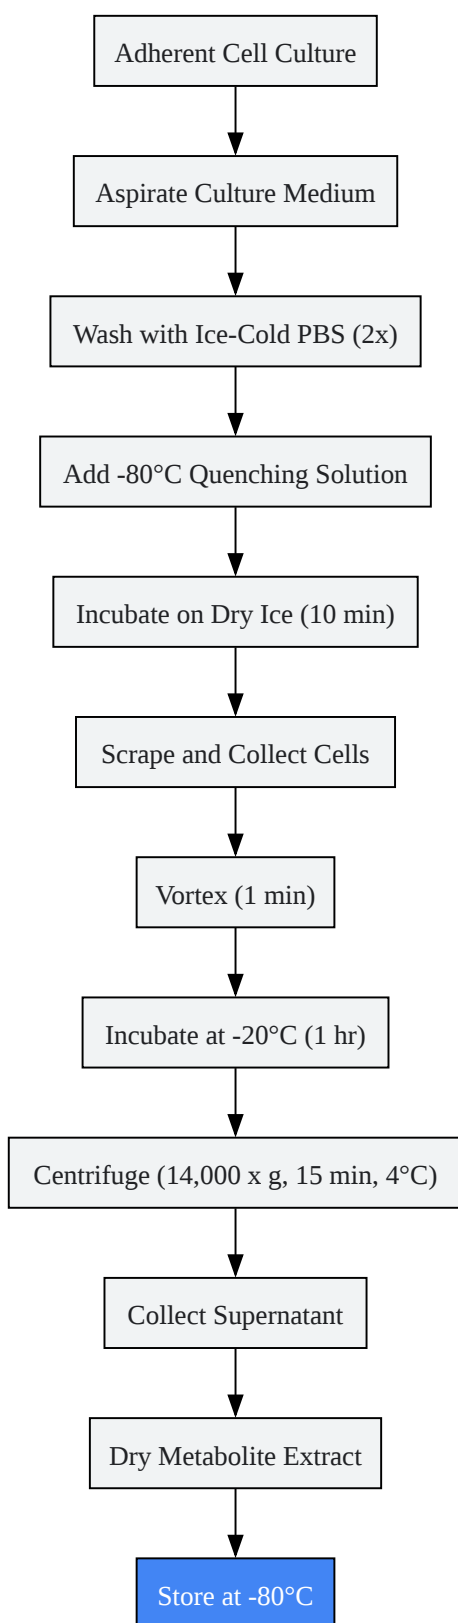 Adherent Cell Culture
Aspirate Culture Medium
Wash with Ice-Cold PBS (2x)
Add -80°C Quenching Solution
Incubate on Dry Ice (10 min)
Scrape and Collect Cells
Vortex (1 min)
Incubate at -20°C (1 hr)
Centrifuge (14,000 x g, 15 min, 4°C)
Collect Supernatant
Dry Metabolite Extract
Store at -80°C